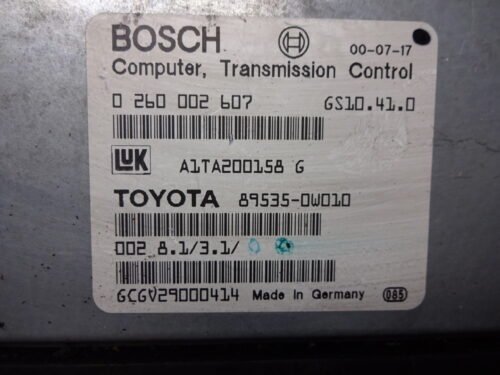 BOSCH 00-07-17
Computer, Transmission Control
0 260 002 607 GS10.41.0
LUK A1TA200158 G
TOYOTA 89535-0W010
002 8.1/3.1/
GCGV29000414 Made in Germany 085